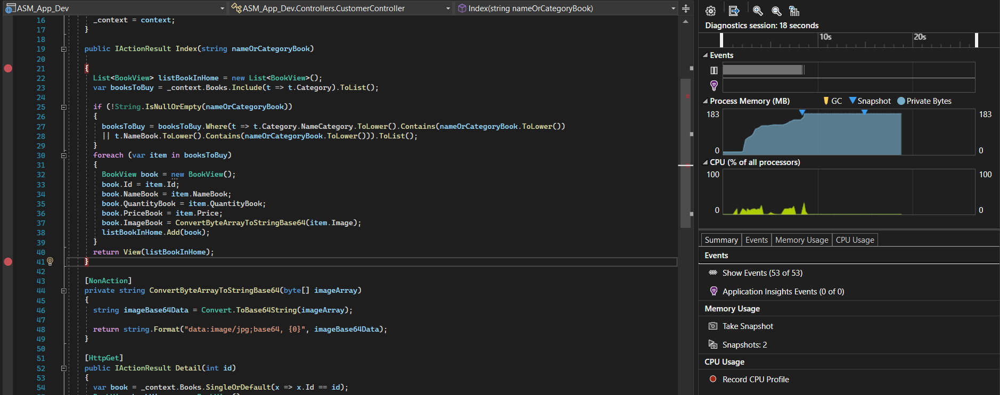 ASM_App_Dev
ASM_App_Dev.Controllers.CustomerController
Index(string nameOrCategoryBook)
16 _context = context;
17 }
18
19 public IActionResult Index(string nameOrCategoryBook)
20
21 {
22 List<BookView> listBookInHome = new List<BookView>();
23 var booksToBuy = _context.Books.Include(t => t.Category).ToList();
24
25 if (!String.IsNullOrEmpty(nameOrCategoryBook))
26 {
27 booksToBuy = booksToBuy.Where(t => t.Category.NameCategory.ToLower().Contains(nameOrCategoryBook.ToLower())
28 || t.NameBook.ToLower().Contains(nameOrCategoryBook.ToLower())).ToList();
29 }
30 foreach (var item in booksToBuy)
31 {
32 BookView book = new BookView();
33 book.Id = item.Id;
34 book.NameBook = item.NameBook;
35 book.QuantityBook = item.QuantityBook;
36 book.PriceBook = item.Price;
37 book.ImageBook = ConvertByteArrayToStringBase64(item.Image);
38 listBookInHome.Add(book);
39 }
40 return View(listBookInHome);
41 }
42
43 [NonAction]
44 private string ConvertByteArrayToStringBase64(byte[] imageArray)
45 {
46 string imageBase64Data = Convert.ToBase64String(imageArray);
47
48 return string.Format("data:image/jpg;base64, {0}", imageBase64Data);
49 }
50
51 [HttpGet]
52 public IActionResult Detail(int id)
53 {
54 var book = _context.Books.SingleOrDefault(x => x.Id == id);
Diagnostics session: 18 seconds
10s 20s
Events
Process Memory (MB) GC Snapshot Private Bytes
183 183
0 0
CPU (% of all processors)
100 100
0 0
Summary Events Memory Usage CPU Usage
Events
Show Events (53 of 53)
Application Insights Events (0 of 0)
Memory Usage
Take Snapshot
Snapshots: 2
CPU Usage
Record CPU Profile